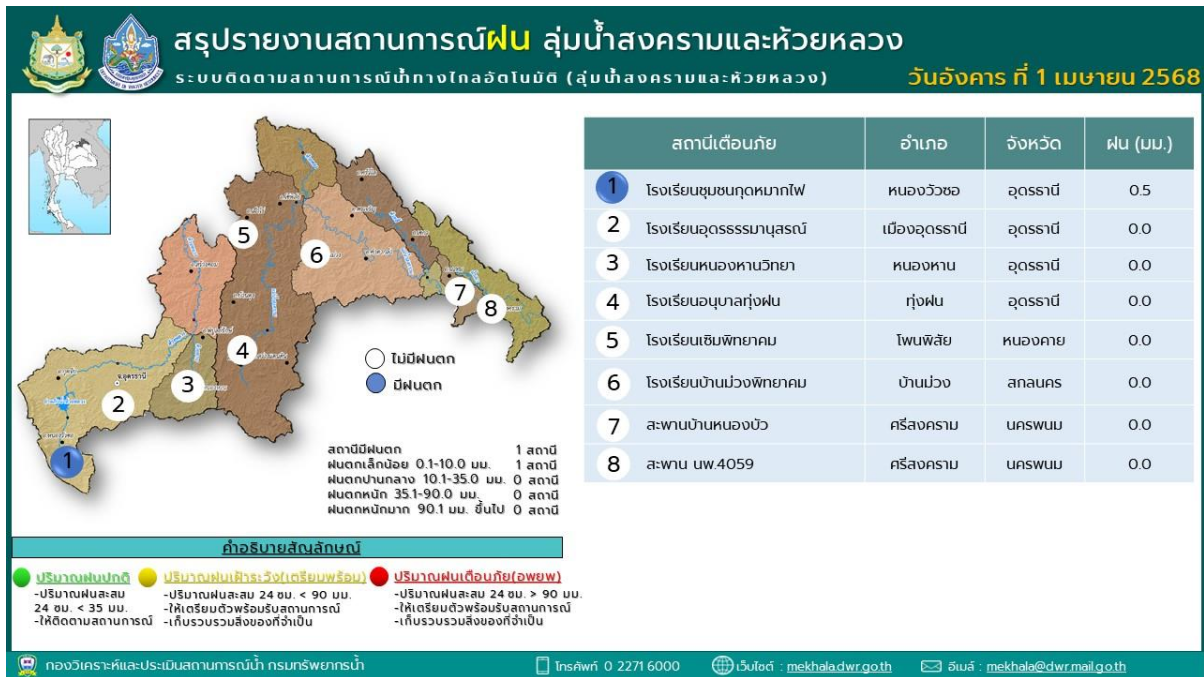 สรุปรายงานสถานการณ์ฝน ลุ่มน้ำสงครามและห้วยหลวง
ระบบติดตามสถานการณ์น้ำทางไกลอัตโนมัติ (ลุ่มน้ำสงครามและห้วยหลวง)
วันอังคาร ที่ 1 เมษายน 2568
สถานีเตือนภัย อำเภอ จังหวัด ฝน (มม.)
1 โรงเรียนชุมชนกุดหมากไฟ หนองวัวซอ อุดรธานี 0.5
2 โรงเรียนอุดรธรรมานุสรณ์ เมืองอุดรธานี อุดรธานี 0.0
3 โรงเรียนหนองหานวิทยา หนองหาน อุดรธานี 0.0
4 โรงเรียนอนุบาลทุ่งฝน ทุ่งฝน อุดรธานี 0.0
5 โรงเรียนเซิมพิทยาคม โพนพิสัย หนองคาย 0.0
6 โรงเรียนบ้านม่วงพิทยาคม บ้านม่วง สกลนคร 0.0
7 สะพานบ้านหนองบัว ศรีสงคราม นครพนม 0.0
8 สะพาน นพ.4059 ศรีสงคราม นครพนม 0.0
5
6
7
8
4
3
2
1
ไม่มีฝนตก
มีฝนตก
สถานีมีฝนตก 1 สถานี
ฝนตกเล็กน้อย 0.1-10.0 มม. 1 สถานี
ฝนตกปานกลาง 10.1-35.0 มม. 0 สถานี
ฝนตกหนัก 35.1-90.0 มม. 0 สถานี
ฝนตกหนักมาก 90.1 มม. ขึ้นไป 0 สถานี
คำอธิบายสัญลักษณ์
ปริมาณฝนปกติ
-ปริมาณฝนสะสม
24 ซม. < 35 มม.
-ให้ติดตามสถานการณ์
ปริมาณฝนเฝ้าระวัง(เตรียมพร้อม)
-ปริมาณฝนสะสม 24 ซม. < 90 มม.
-ให้เตรียมตัวพร้อมรับสถานการณ์
-เก็บรวบรวมสิ่งของที่จำเป็น
ปริมาณฝนเตือนภัย(อพยพ)
-ปริมาณฝนสะสม 24 ซม. > 90 มม.
-ให้เตรียมตัวพร้อมรับสถานการณ์
-เก็บรวบรวมสิ่งของที่จำเป็น
กองวิเคราะห์และประเมินสถานการณ์น้ำ กรมทรัพยากรน้ำ
โทรศัพท์ 0 2271 6000
เว็บไซต์ : mekhala.dwr.go.th
อีเมล์ : mekhala@dwr.mail.go.th